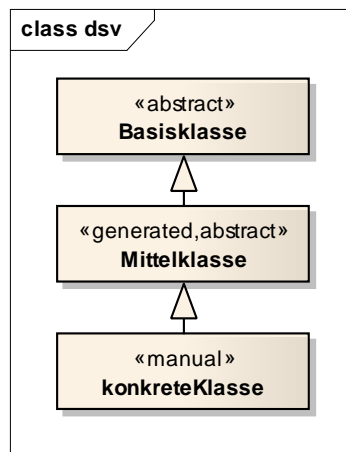 class dsv
«abstract»
Basisklasse
«generated,abstract»
Mittelklasse
«manual»
konkreteKlasse